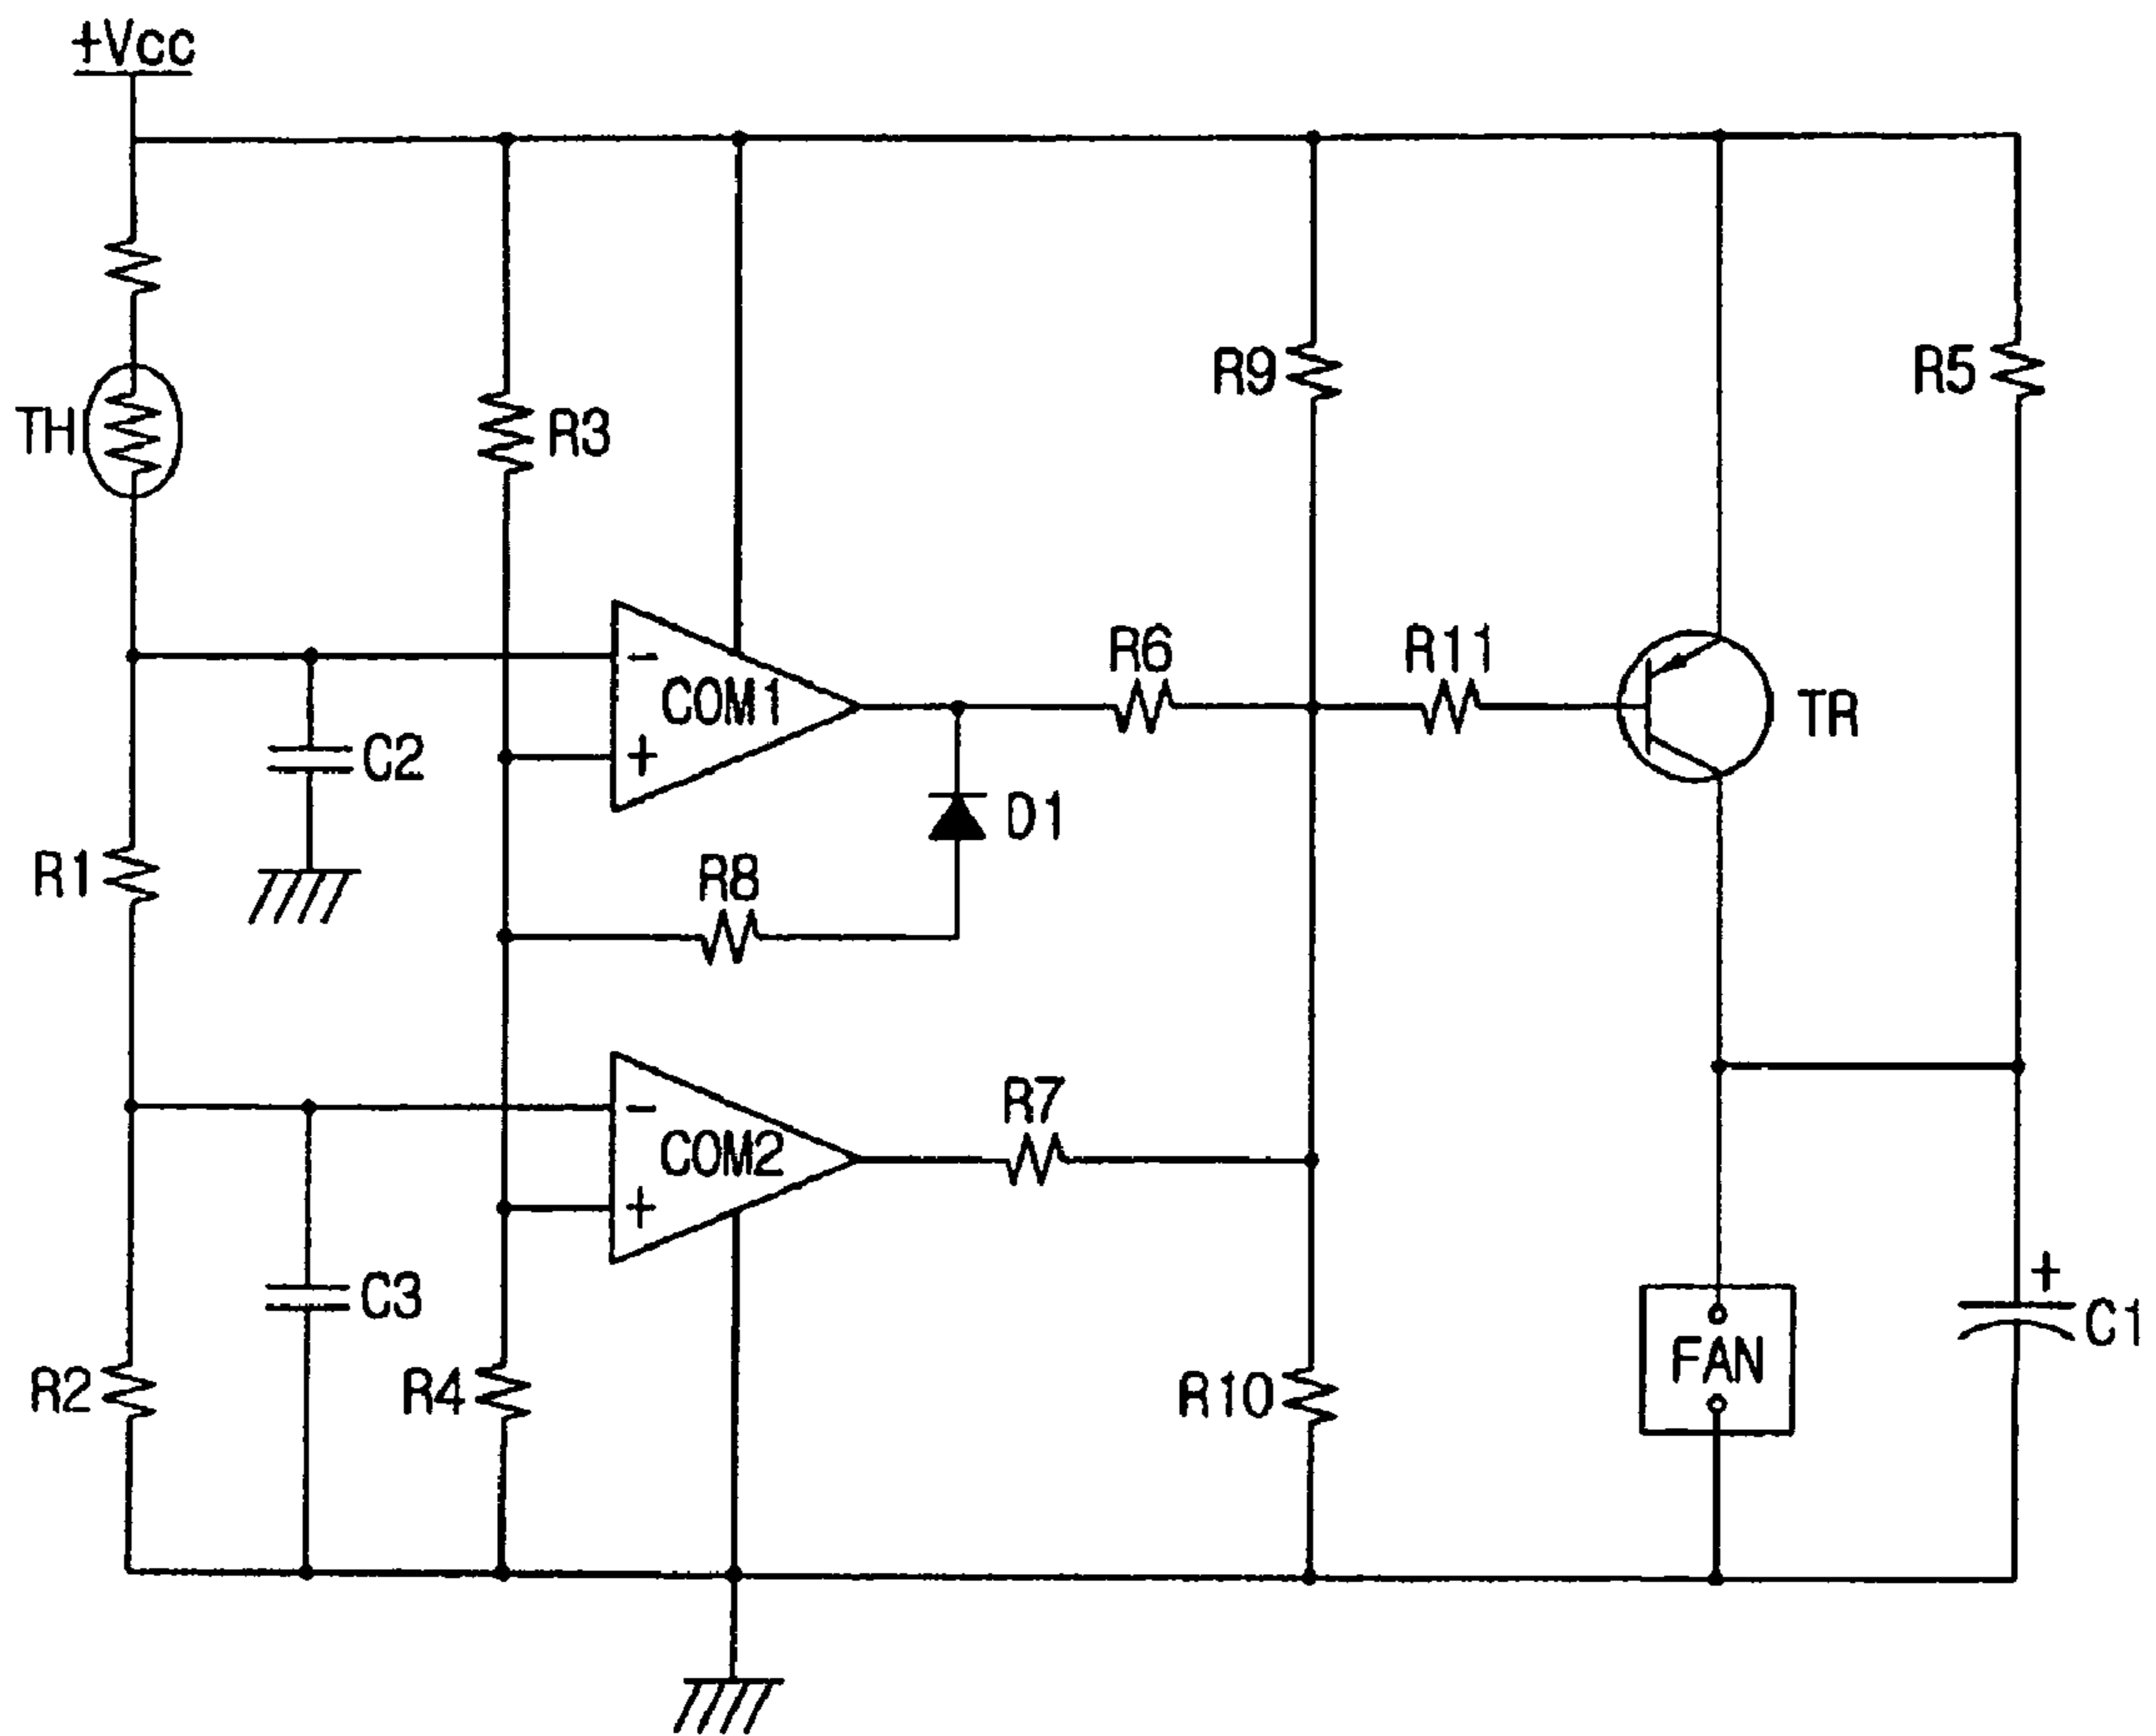 +Vcc
TH
R3
R9
R5
R6
R11
COM1
TR
C2
+
D1
R1
R8
R7
COM2
+
C3
+
C1
FAN
R2
R4
R10